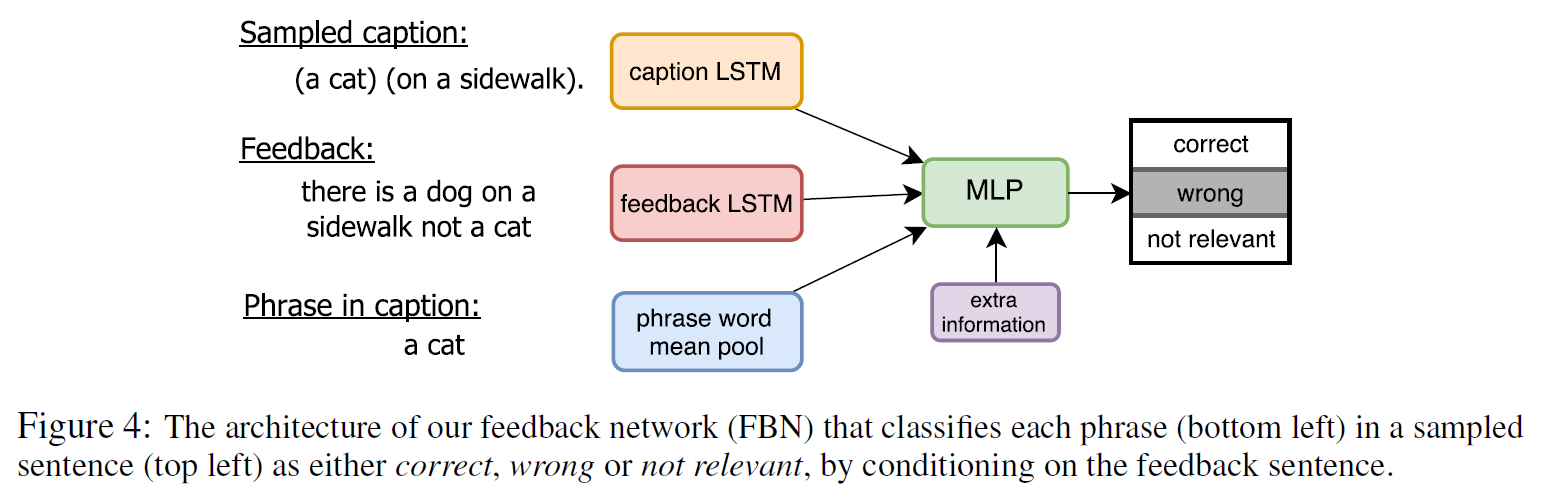 Sampled caption:
(a cat) (on a sidewalk).
caption LSTM
Feedback:
there is a dog on a
sidewalk not a cat
feedback LSTM
Phrase in caption:
a cat
phrase word
mean pool
MLP
extra
information
correct
wrong
not relevant
Figure 4: The architecture of our feedback network (FBN) that classifies each phrase (bottom left) in a sampled
sentence (top left) as either correct, wrong or not relevant, by conditioning on the feedback sentence.